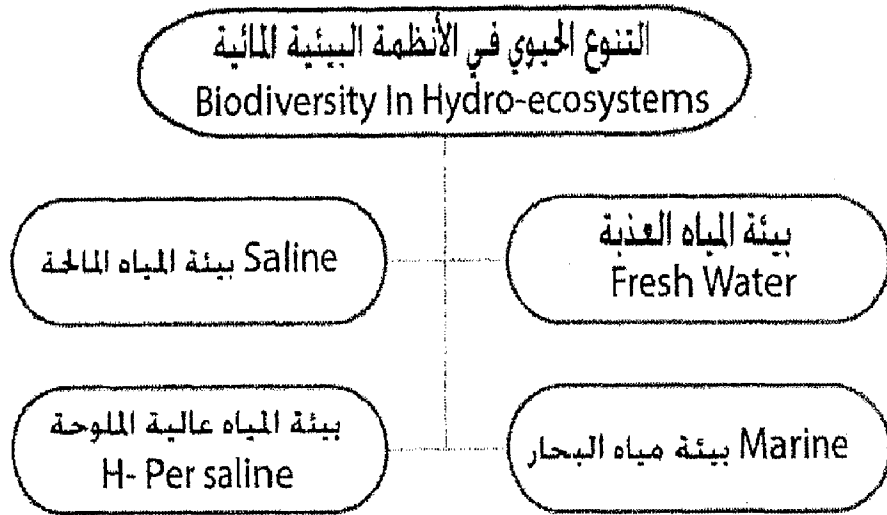 التنوع الحيوي في الأنظمة البيئية المائية
Biodiversity In Hydro-ecosystems
بيئة المياه العذبة
Fresh Water
بيئة المياه المالحة Saline
بيئة مياه البحار Marine
بيئة المياه عالية الملوحة
H- Per saline